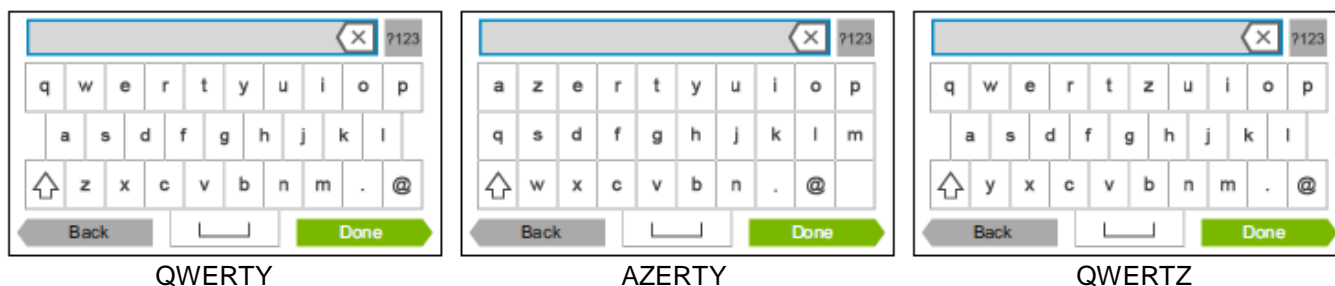 ?123
q w e r t y u i o p
a s d f g h j k l
z x c v b n m . @
Back Done
QWERTY
?123
a z e r t y u i o p
q s d f g h j k l m
w x c v b n . @
Back Done
AZERTY
?123
q w e r t z u i o p
a s d f g h j k l
y x c v b n m . @
Back Done
QWERTZ